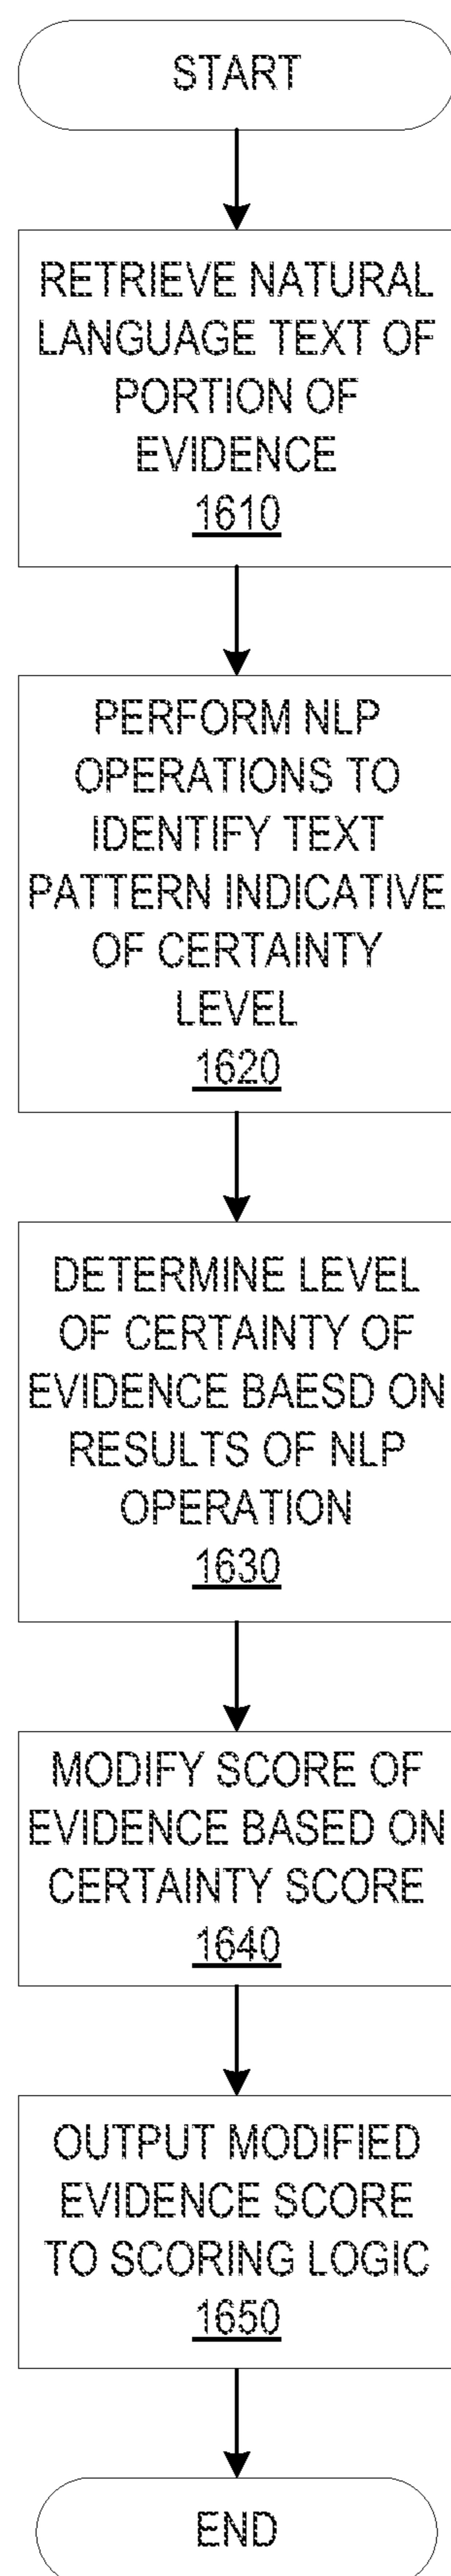 START
RETRIEVE NATURAL
LANGUAGE TEXT OF
PORTION OF
EVIDENCE
1610
PERFORM NLP
OPERATIONS TO
IDENTIFY TEXT
PATTERN INDICATIVE
OF CERTAINTY
LEVEL
1620
DETERMINE LEVEL
OF CERTAINTY OF
EVIDENCE BAESD ON
RESULTS OF NLP
OPERATION
1630
MODIFY SCORE OF
EVIDENCE BASED ON
CERTAINTY SCORE
1640
OUTPUT MODIFIED
EVIDENCE SCORE
TO SCORING LOGIC
1650
END